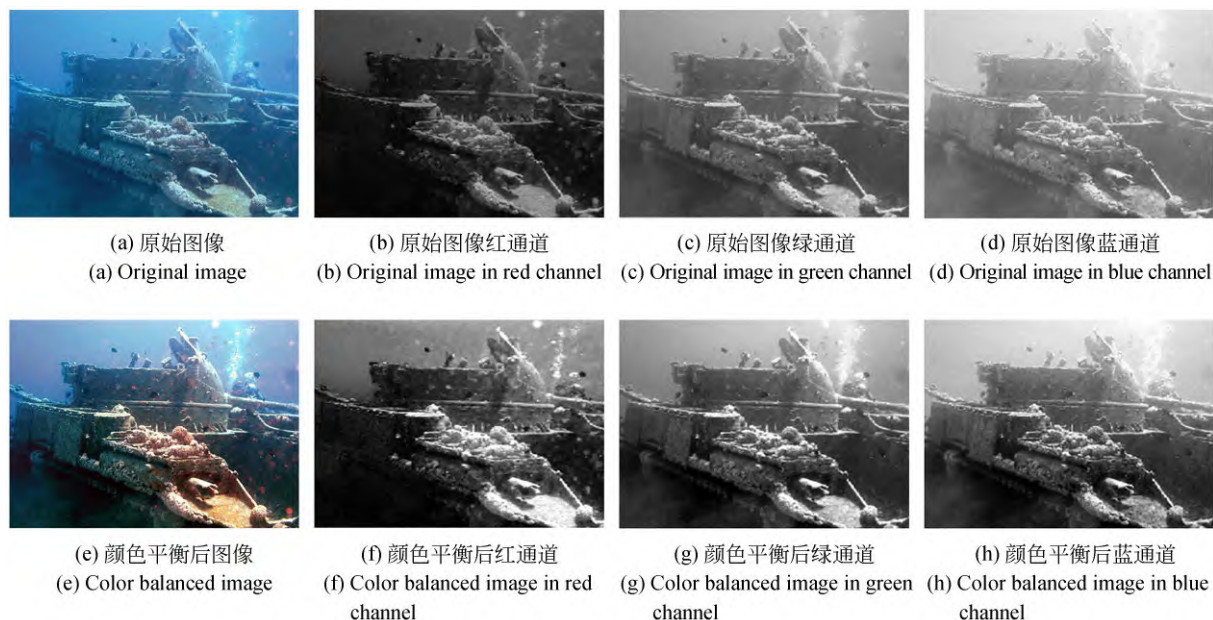 (a) 原始图像
(a) Original image
(b) 原始图像红通道
(b) Original image in red channel
(c) 原始图像绿通道
(c) Original image in green channel
(d) 原始图像蓝通道
(d) Original image in blue channel
(e) 颜色平衡后图像
(e) Color balanced image
(f) 颜色平衡后红通道
(f) Color balanced image in red
channel
(g) 颜色平衡后绿通道
(g) Color balanced image in green
channel
(h) 颜色平衡后蓝通道
(h) Color balanced image in blue
channel